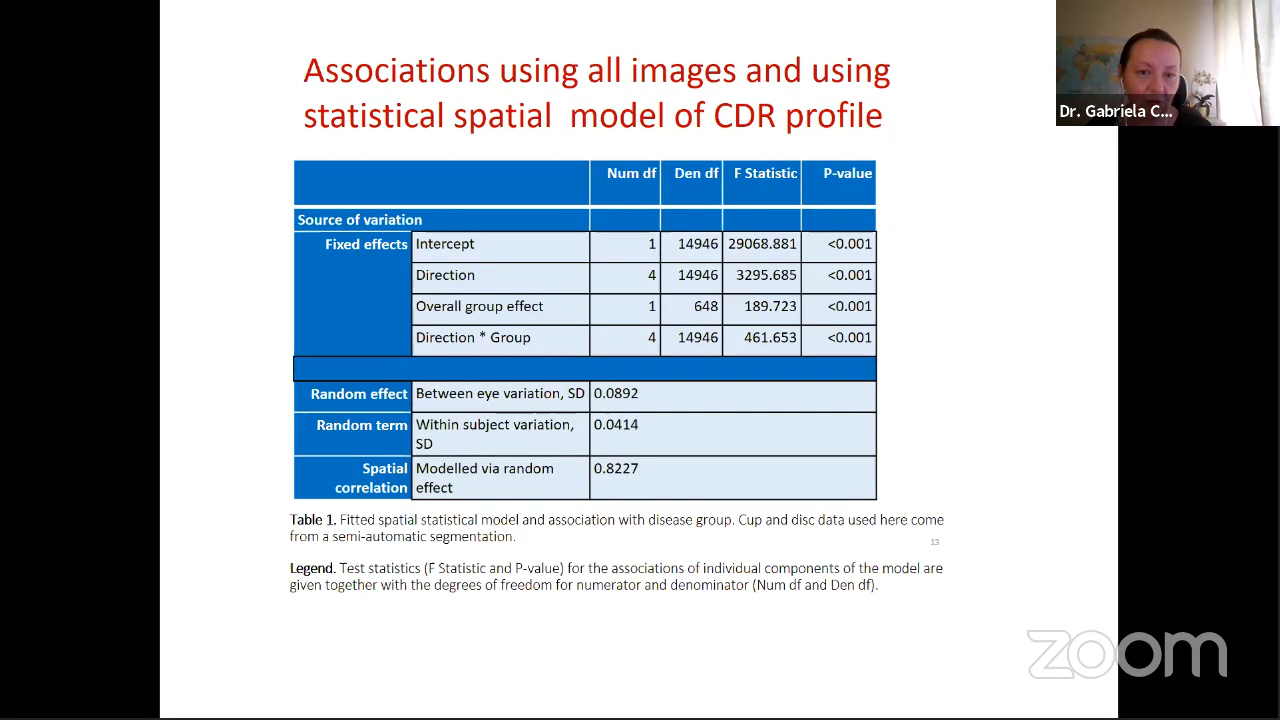 Associations using all images and using
statistical spatial model of CDR profile
Dr. Gabriela C...
Num df Den df F Statistic P-value
Source of variation
Fixed effects Intercept 1 14946 29068.881 <0.001
Direction 4 14946 3295.685 <0.001
Overall group effect 1 648 189.723 <0.001
Direction * Group 4 14946 461.653 <0.001
Random effect Between eye variation, SD 0.0892
Random term Within subject variation, 0.0414
SD
Spatial Modelled via random 0.8227
correlation effect
Table 1. Fitted spatial statistical model and association with disease group. Cup and disc data used here come
from a semi-automatic segmentation.
13
Legend. Test statistics (F Statistic and P-value) for the associations of individual components of the model are
given together with the degrees of freedom for numerator and denominator (Num df and Den df).
zoom